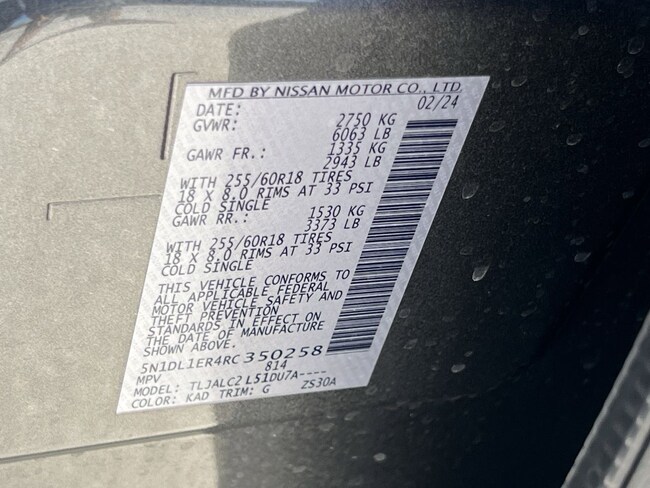 MFD BY NISSAN MOTOR CO., LTD
DATE: 02/24
GVWR: 2750 KG
6063 LB
GAWR FR.: 1335 KG
2943 LB
WITH 255/60R18 TIRES
18 X 8.0 RIMS AT 33 PSI
COLD SINGLE
GAWR RR.: 1530 KG
3373 LB
WITH 255/60R18 TIRES
18 X 8.0 RIMS AT 33 PSI
COLD SINGLE
THIS VEHICLE CONFORMS TO
ALL APPLICABLE FEDERAL
MOTOR VEHICLE SAFETY AND
THEFT PREVENTION
STANDARDS IN EFFECT ON
THE DATE OF MANUFACTURE
SHOWN ABOVE.
5N1DL1ER4RC350258
MPV 814
MODEL: TLJALC2 L51DU7A----
COLOR: KAD TRIM: G ZS30A